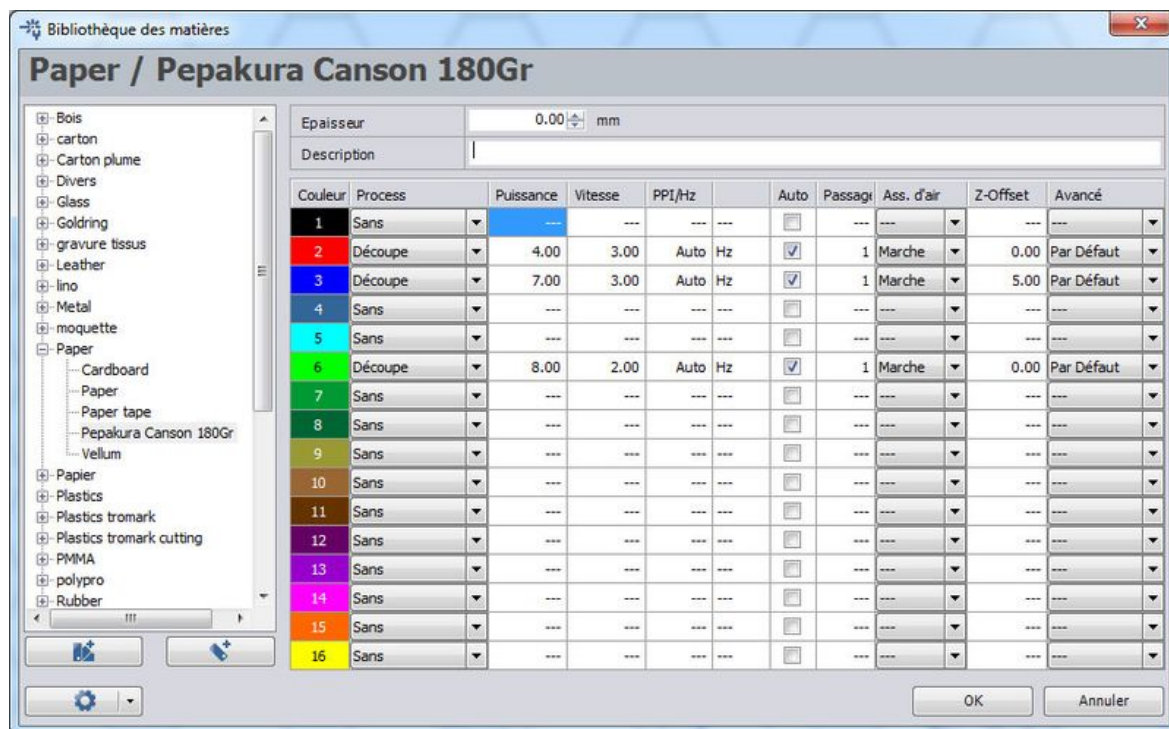 Bibliothèque des matières
Paper / Pepakura Canson 180Gr
Bois
carton
Carton plume
Divers
Glass
Goldring
gravure tissus
Leather
lino
Metal
moquette
Paper
Cardboard
Paper
Paper tape
Pepakura Canson 180Gr
Vellum
Papier
Plastics
Plastics tromark
Plastics tromark cutting
PMMA
polypro
Rubber
Epaisseur 0.00 mm
Description
Couleur Process Puissance Vitesse PPI/Hz Auto Passage Ass. d'air Z-Offset Avancé
1 Sans --- --- --- --- --- --- --- ---
2 Découpe 4.00 3.00 Auto Hz 1 Marche 0.00 Par Défaut
3 Découpe 7.00 3.00 Auto Hz 1 Marche 5.00 Par Défaut
4 Sans --- --- --- --- --- --- --- ---
5 Sans --- --- --- --- --- --- --- ---
6 Découpe 8.00 2.00 Auto Hz 1 Marche 0.00 Par Défaut
7 Sans --- --- --- --- --- --- --- ---
8 Sans --- --- --- --- --- --- --- ---
9 Sans --- --- --- --- --- --- --- ---
10 Sans --- --- --- --- --- --- --- ---
11 Sans --- --- --- --- --- --- --- ---
12 Sans --- --- --- --- --- --- --- ---
13 Sans --- --- --- --- --- --- --- ---
14 Sans --- --- --- --- --- --- --- ---
15 Sans --- --- --- --- --- --- --- ---
16 Sans --- --- --- --- --- --- --- ---
OK Annuler